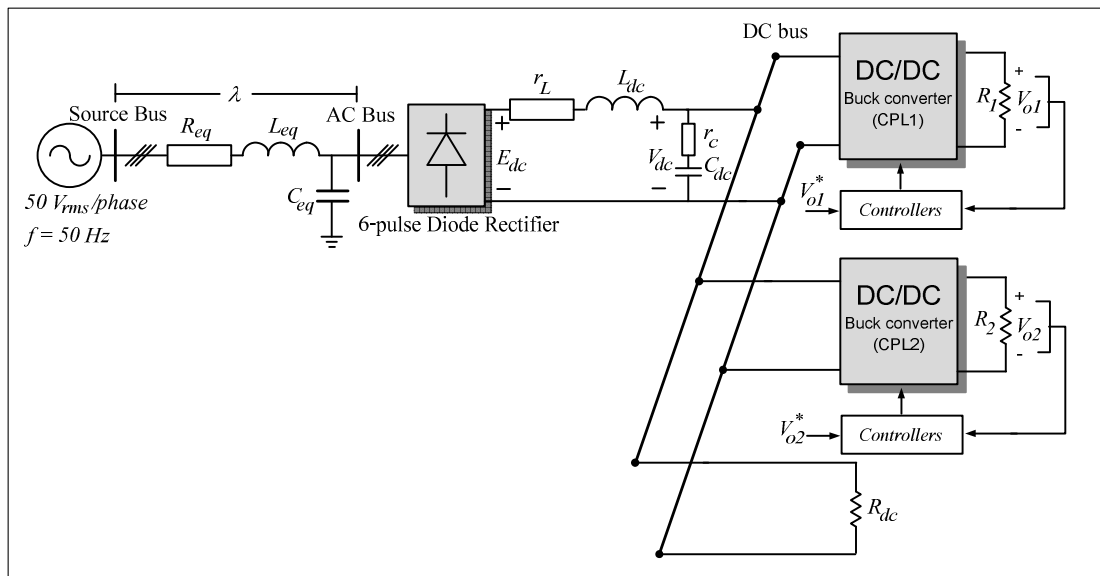 DC bus
Source Bus
λ
R_eq
L_eq
C_eq
AC Bus
50 V_rms/phase
f = 50 Hz
6-pulse Diode Rectifier
+
E_dc
−
r_L
L_dc
+
V_dc
−
r_c
C_dc
DC/DC
Buck converter
(CPL1)
R_1
+
V_o1
-
V_o1^*
Controllers
DC/DC
Buck converter
(CPL2)
R_2
+
V_o2
-
V_o2^*
Controllers
R_dc